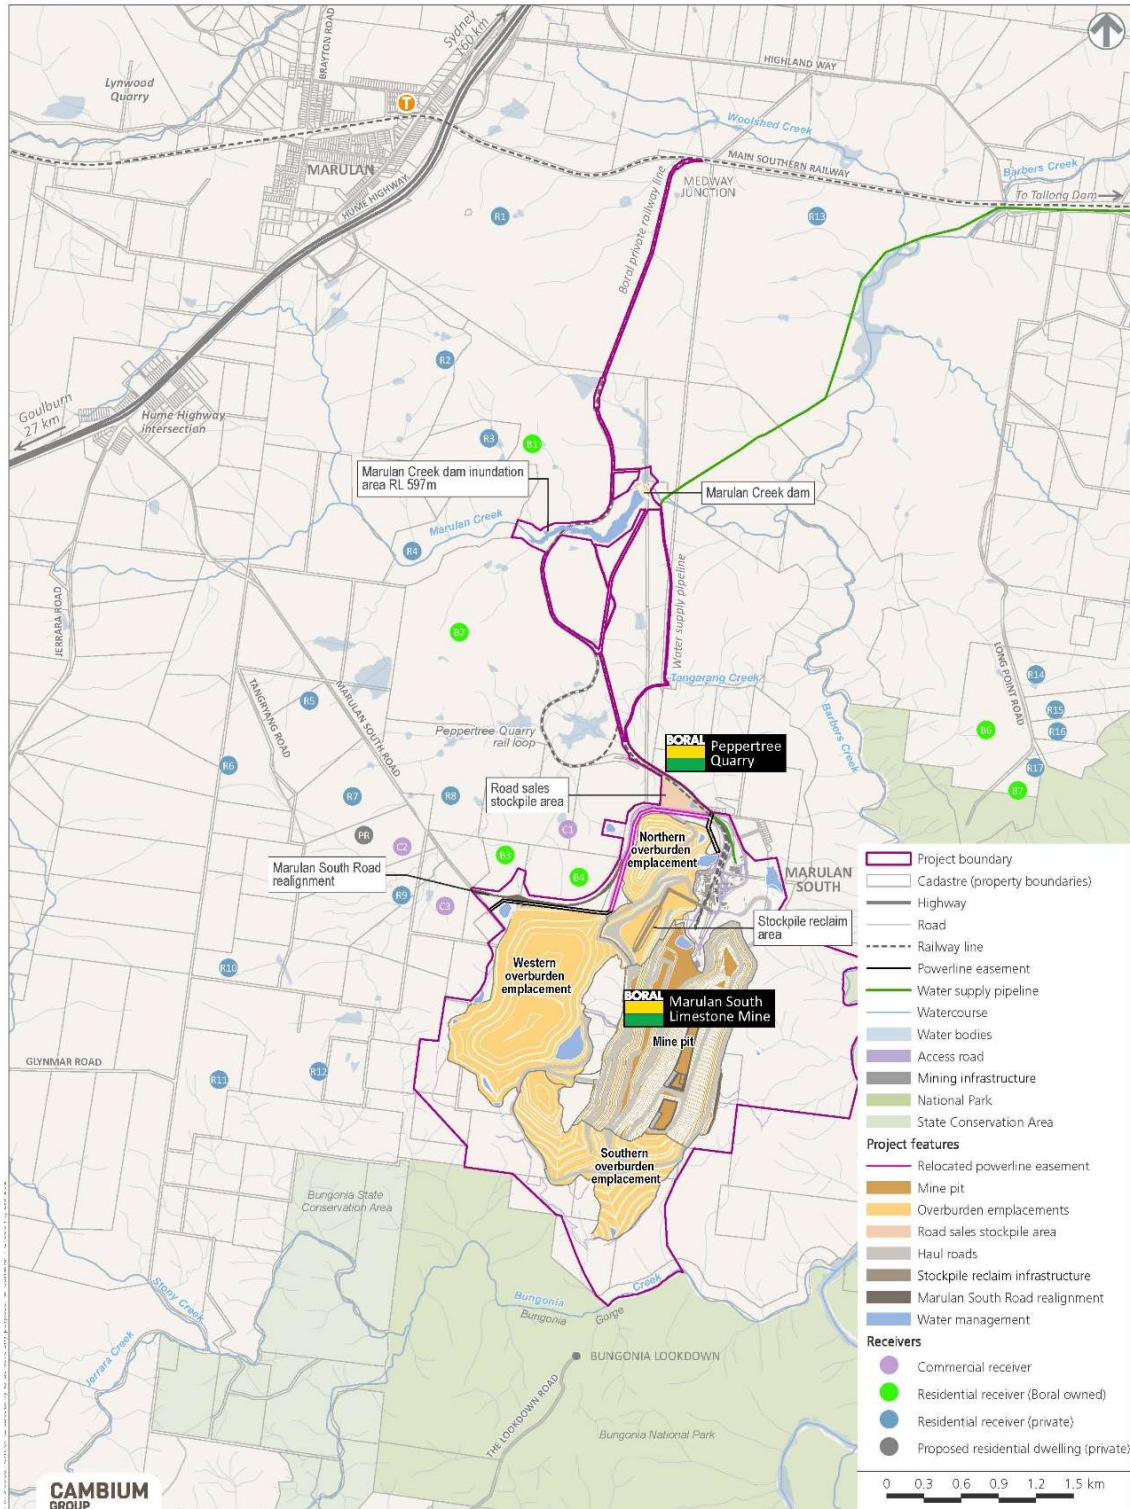 BRAYTON ROAD
Sydney
160 km
HIGHLAND WAY
Lynwood
Quarry
T
Woolshed Creek
MAIN SOUTHERN RAILWAY
Barbers Creek
MARULAN
MEDWAY
JUNCTION
To Tallong Dam
HUME HIGHWAY
Boral private railway line
R1
R13
R2
Goulburn
27 km
Hume Highway
intersection
R3
B1
Marulan Creek dam inundation
area RL 597m
Marulan Creek dam
Marulan Creek
R4
JERRARA ROAD
B2
Water supply pipeline
LONG POINT ROAD
Tangarang Creek
R14
TANGRYANG ROAD
MARULAN SOUTH ROAD
R5
Barbers Creek
R15
B6
R16
Peppertree Quarry
rail loop
BORAL
Peppertree
Quarry
R6
R17
B7
Road sales
stockpile area
R7
R8
PR
C1
C2
Northern
overburden
emplacement
B3
Marulan South Road
realignment
B4
MARULAN
SOUTH
R9
C3
Stockpile reclaim
area
R10
Western
overburden
emplacement
BORAL
Marulan South
Limestone Mine
Mine pit
GLYNMAR ROAD
R11
R12
Southern
overburden
emplacement
Bungonia State
Conservation Area
Stony Creek
Bungonia
Creek
Bungonia
Gorge
Jerrara Creek
BUNGONIA LOOKDOWN
THE LOOKDOWN ROAD
Bungonia National Park
CAMBIUM
GROUP
Project boundary
Cadastre (property boundaries)
Highway
Road
Railway line
Powerline easement
Water supply pipeline
Watercourse
Water bodies
Access road
Mining infrastructure
National Park
State Conservation Area
Project features
Relocated powerline easement
Mine pit
Overburden emplacements
Road sales stockpile area
Haul roads
Stockpile reclaim infrastructure
Marulan South Road realignment
Water management
Receivers
Commercial receiver
Residential receiver (Boral owned)
Residential receiver (private)
Proposed residential dwelling (private)
0 0.3 0.6 0.9 1.2 1.5 km